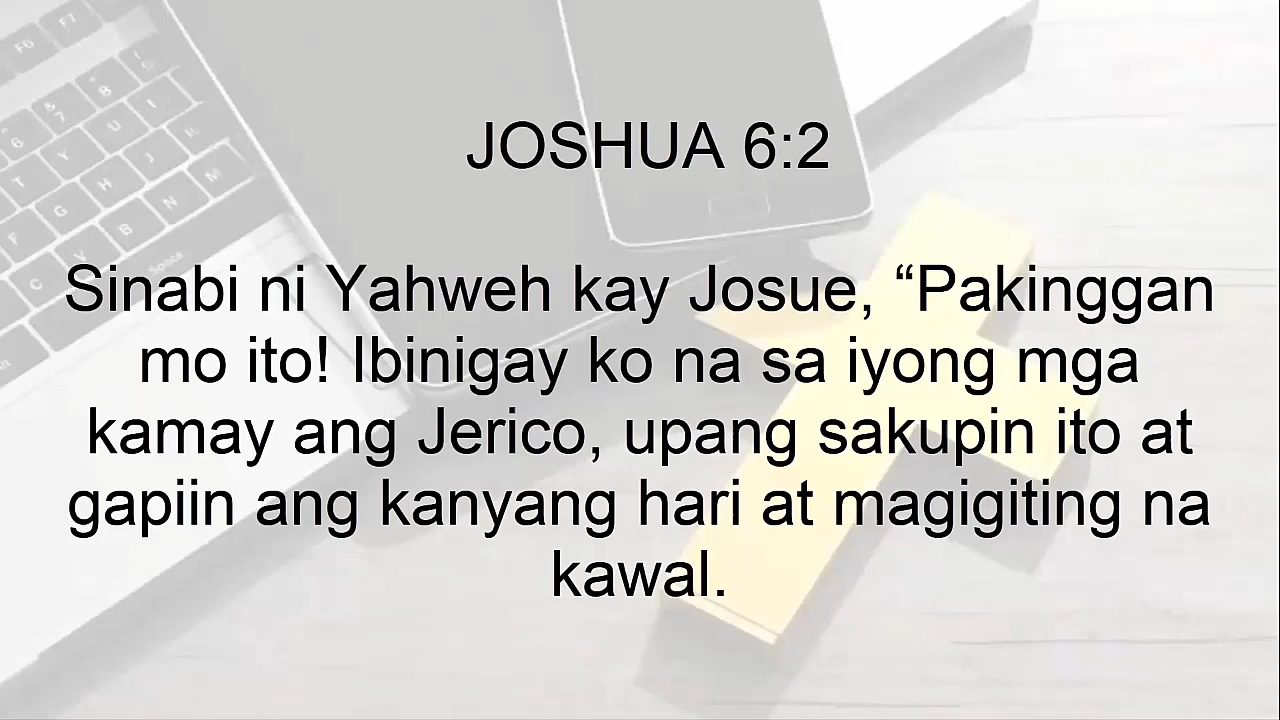 JOSHUA 6:2
Sinabi ni Yahweh kay Josue, “Pakinggan
mo ito! Ibinigay ko na sa iyong mga
kamay ang Jerico, upang sakupin ito at
gapiin ang kanyang hari at magigiting na
kawal.